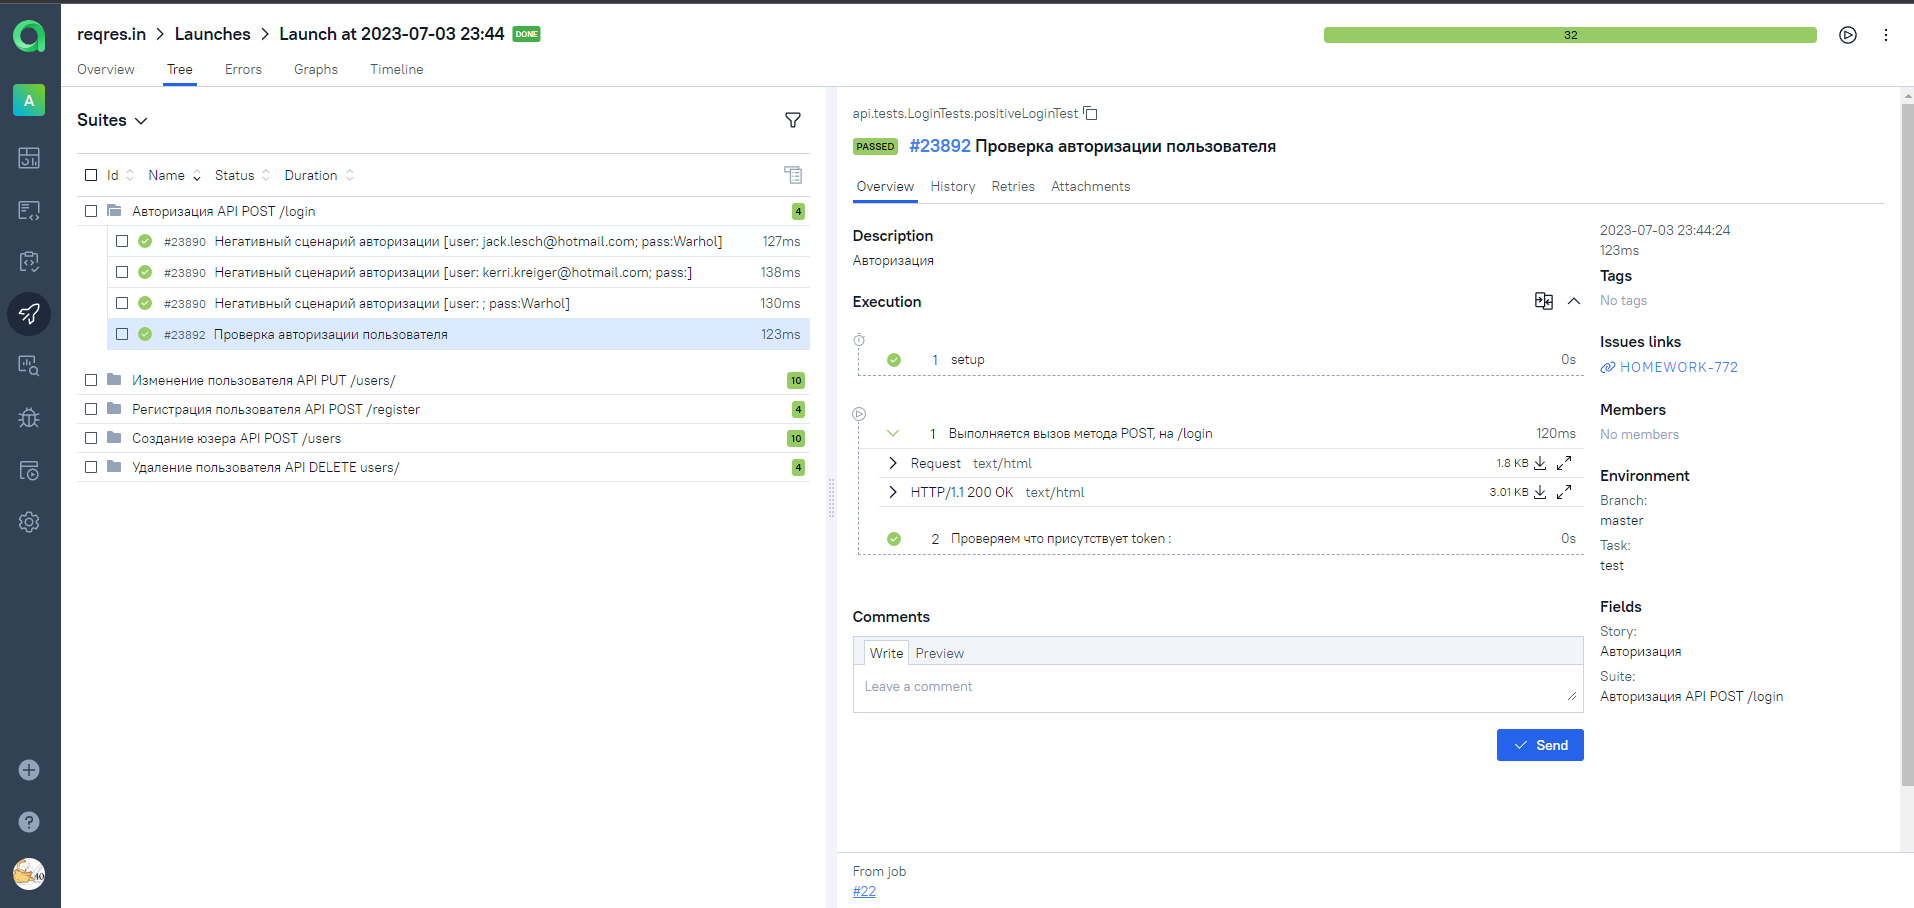 reqres.in > Launches > Launch at 2023-07-03 23:44 DONE
32
Overview Tree Errors Graphs Timeline
A
Suites
Id Name Status Duration
Авторизация API POST /login 4
#23890 Негативный сценарий авторизации [user: jack.lesch@hotmail.com; pass:Warhol] 127ms
#23890 Негативный сценарий авторизации [user: kerri.kreiger@hotmail.com; pass:] 138ms
#23890 Негативный сценарий авторизации [user: ; pass:Warhol] 130ms
#23892 Проверка авторизации пользователя 123ms
Изменение пользователя API PUT /users/ 10
Регистрация пользователя API POST /register 4
Создание юзера API POST /users 10
Удаление пользователя API DELETE users/ 4
api.tests.LoginTests.positiveLoginTest
PASSED #23892 Проверка авторизации пользователя
Overview History Retries Attachments
Description
Авторизация
Execution
1 setup 0s
1 Выполняется вызов метода POST, на /login 120ms
Request text/html 1.8 KB
HTTP/1.1 200 OK text/html 3.01 KB
2 Проверяем что присутствует token : 0s
Comments
Write Preview
Leave a comment
Send
2023-07-03 23:44:24
123ms
Tags
No tags
Issues links
HOMEWORK-772
Members
No members
Environment
Branch:
master
Task:
test
Fields
Story:
Авторизация
Suite:
Авторизация API POST /login
From job
#22